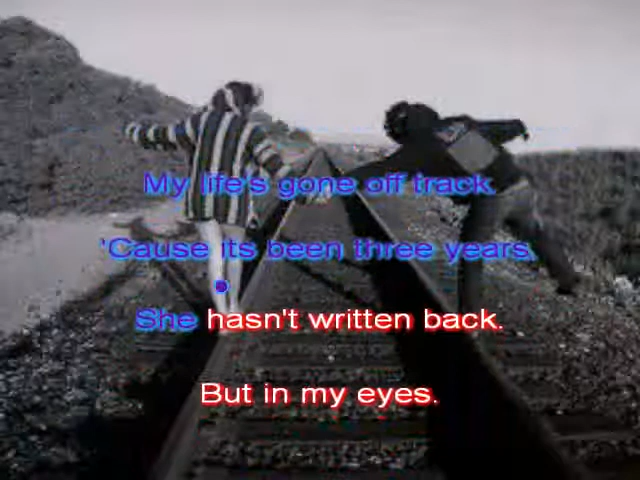 My life's gone off track.
'Cause its been three years.
She hasn't written back.
But in my eyes.